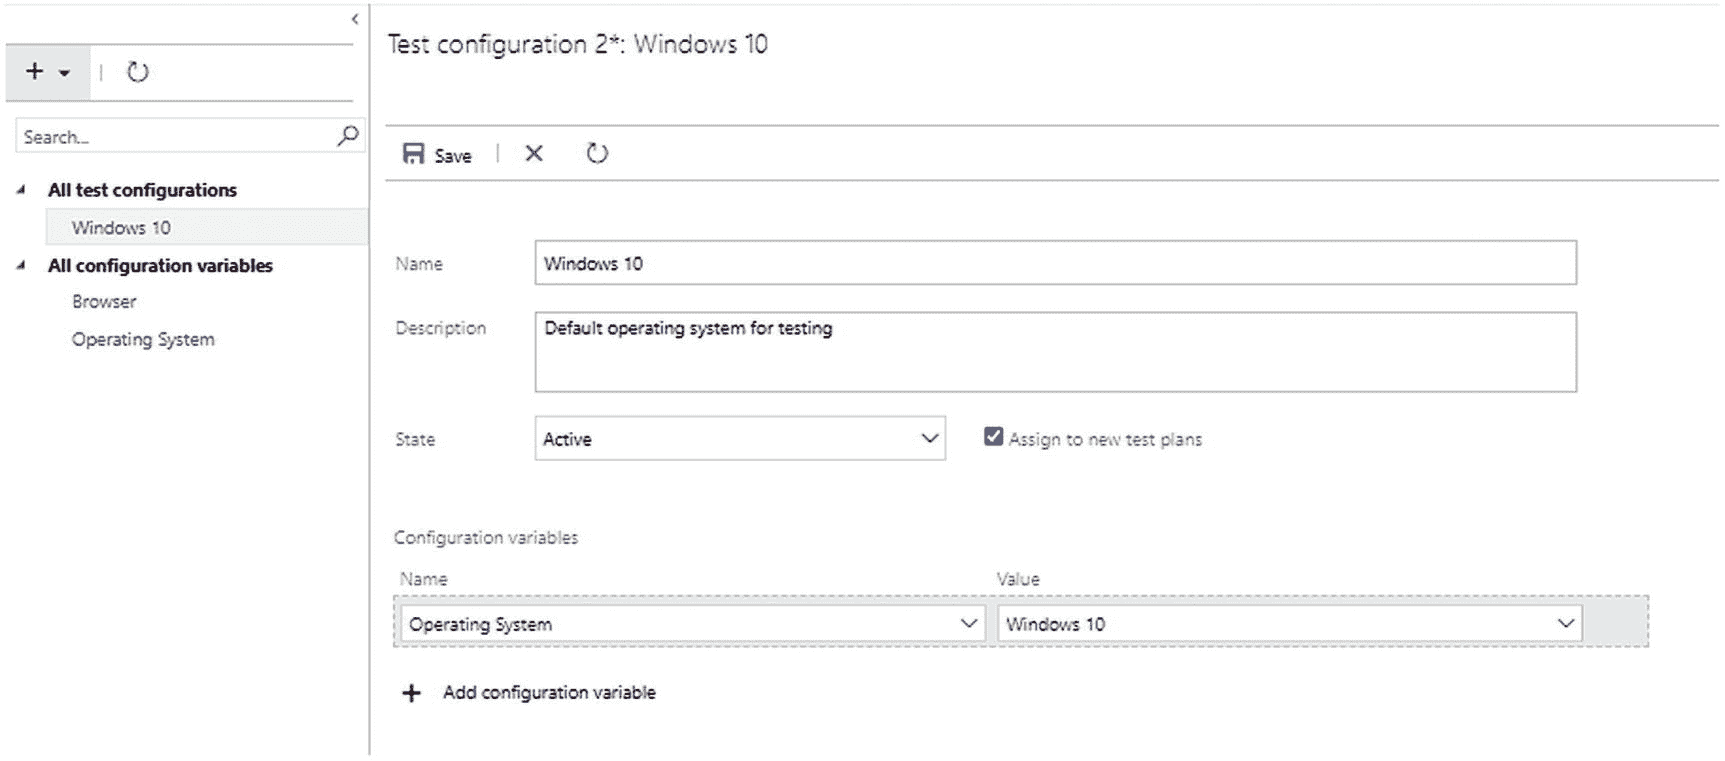 Test configuration 2*: Windows 10
Search...
All test configurations
Windows 10
All configuration variables
Browser
Operating System
Save
Name
Windows 10
Description
Default operating system for testing
State
Active
Assign to new test plans
Configuration variables
Name Value
Operating System Windows 10
Add configuration variable